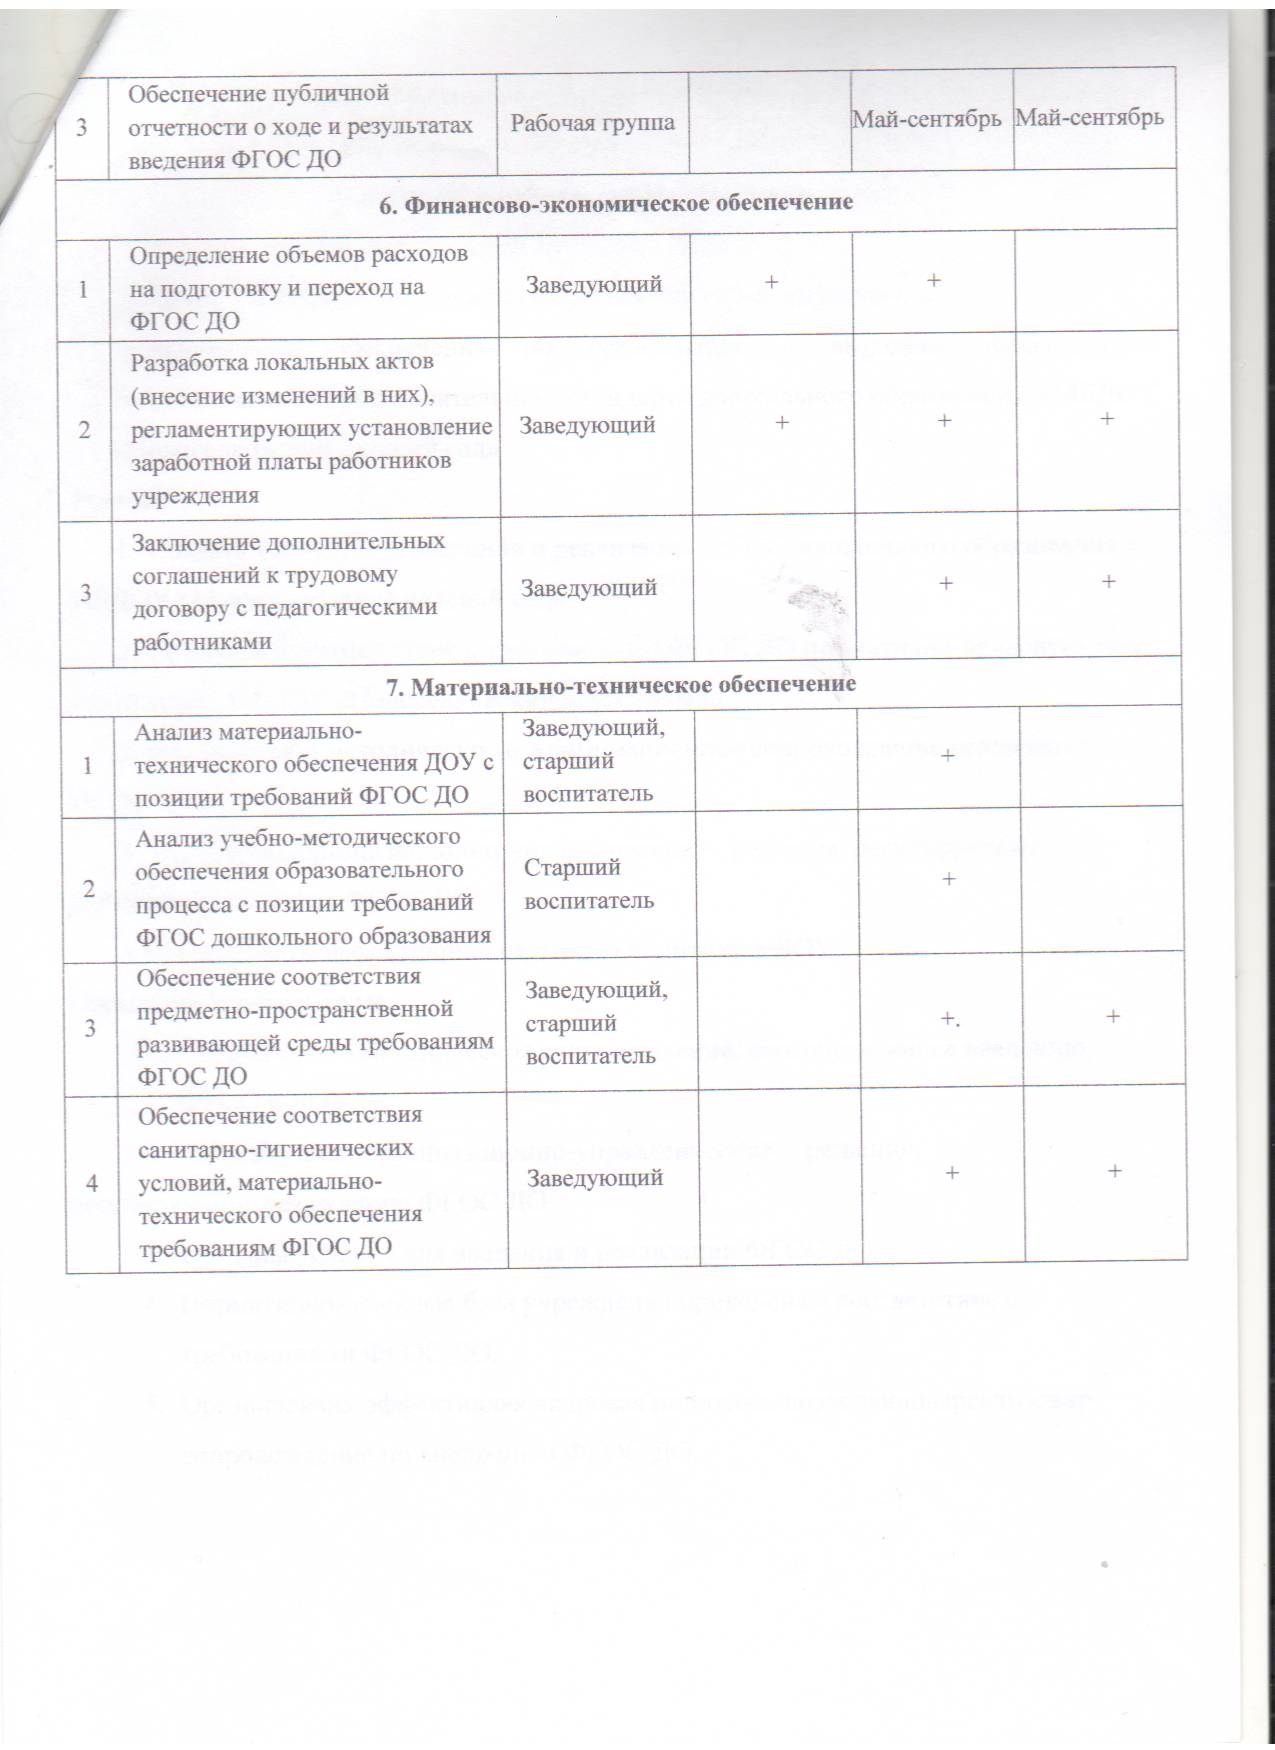 3
Обеспечение публичной
отчетности о ходе и результатах
введения ФГОС ДО
Рабочая группа
Май-сентябрь
Май-сентябрь
6. Финансово-экономическое обеспечение
1
Определение объемов расходов
на подготовку и переход на
ФГОС ДО
Заведующий
+
+
2
Разработка локальных актов
(внесение изменений в них),
регламентирующих установление
заработной платы работников
учреждения
Заведующий
+
+
+
3
Заключение дополнительных
соглашений к трудовому
договору с педагогическими
работниками
Заведующий
+
+
7. Материально-техническое обеспечение
1
Анализ материально-
технического обеспечения ДОУ с
позиции требований ФГОС ДО
Заведующий,
старший
воспитатель
+
2
Анализ учебно-методического
обеспечения образовательного
процесса с позиции требований
ФГОС дошкольного образования
Старший
воспитатель
+
3
Обеспечение соответствия
предметно-пространственной
развивающей среды требованиям
ФГОС ДО
Заведующий,
старший
воспитатель
+.
+
4
Обеспечение соответствия
санитарно-гигиенических
условий, материально-
технического обеспечения
требованиям ФГОС ДО
Заведующий
+
+